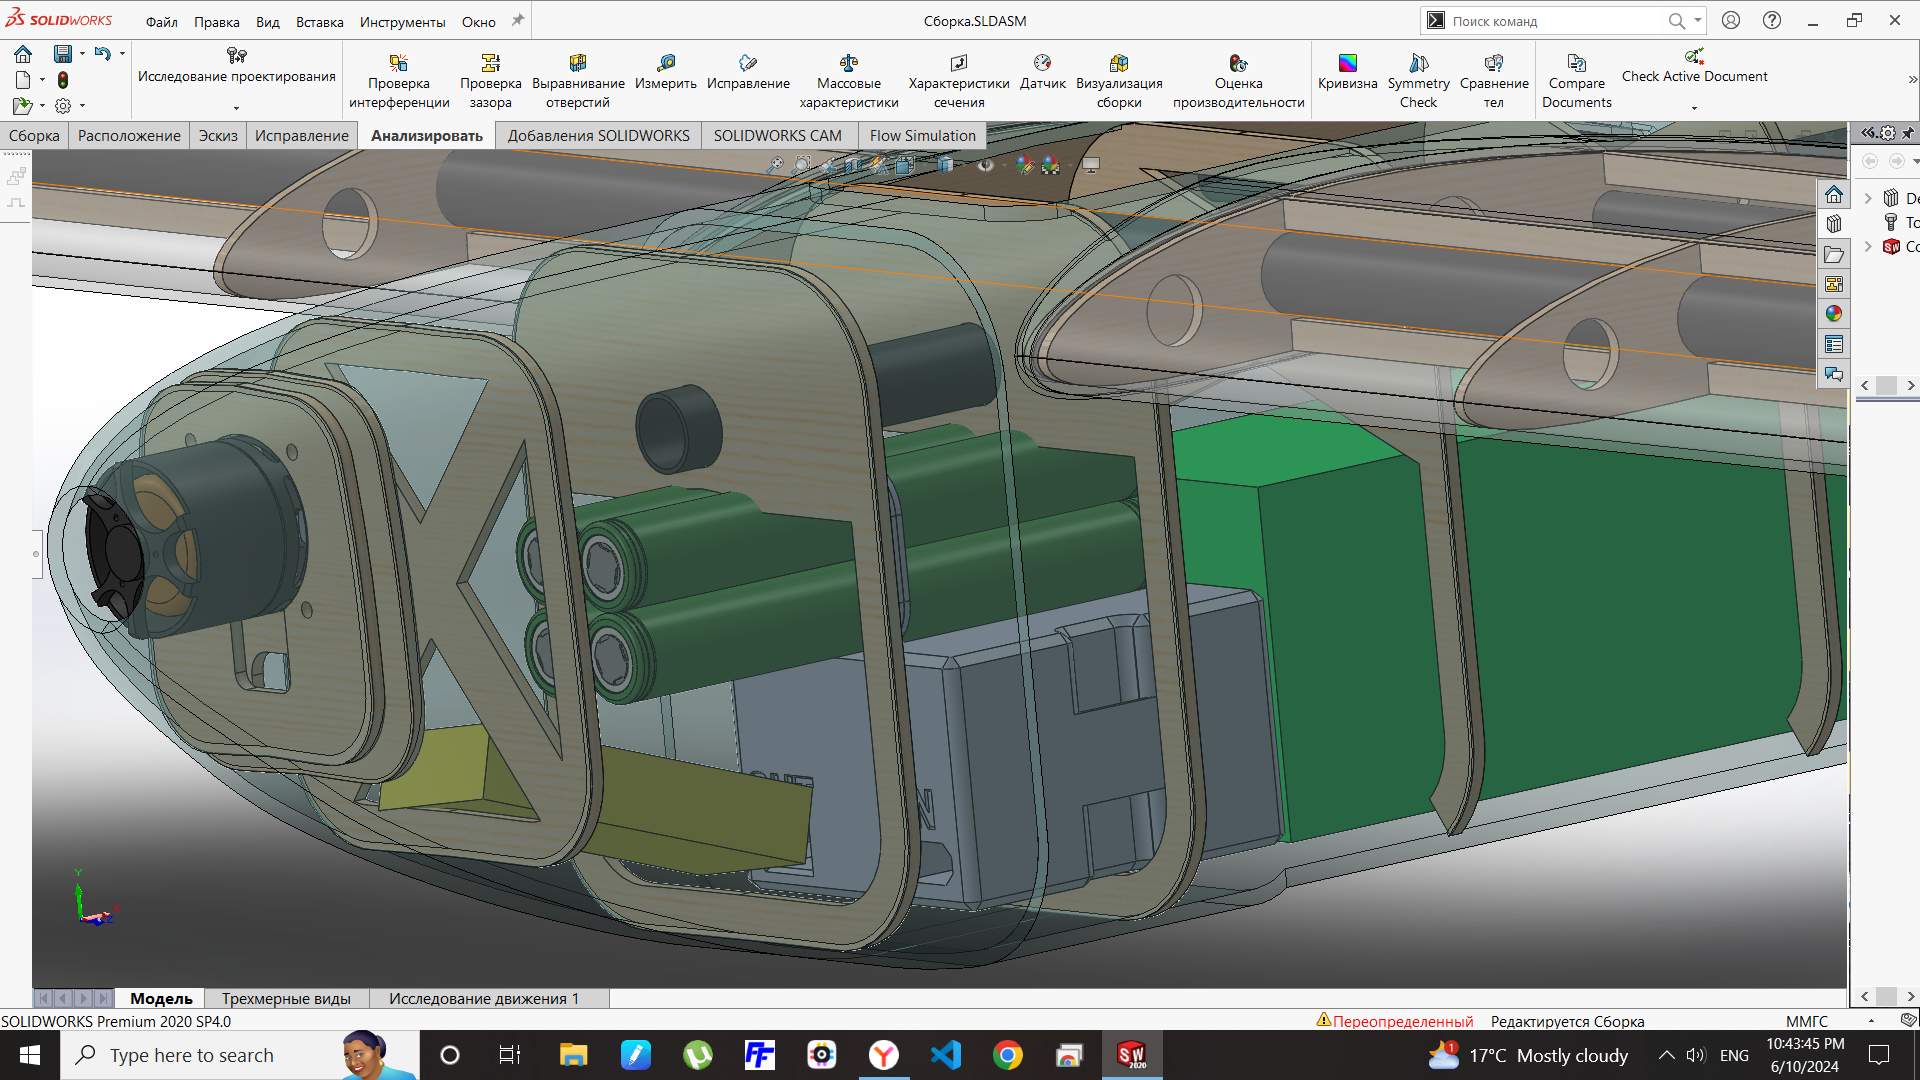 SOLIDWORKS
Файл Правка Вид Вставка Инструменты Окно
Сборка.SLDASM
Поиск команд
Исследование проектирования
Проверка интерференции
Проверка зазора
Выравнивание отверстий
Измерить
Исправление
Массовые характеристики
Характеристики сечения
Датчик
Визуализация сборки
Оценка производительности
Кривизна
Symmetry Check
Сравнение тел
Compare Documents
Check Active Document
Сборка Расположение Эскиз Исправление Анализировать Добавления SOLIDWORKS SOLIDWORKS CAM Flow Simulation
De
To
Co
Y
X
Z
Модель Трехмерные виды Исследование движения 1
SOLIDWORKS Premium 2020 SP4.0
Переопределенный Редактируется Сборка ММГС
Type here to search
SW
2020
1
17°C Mostly cloudy
ENG
10:43:45 PM
6/10/2024